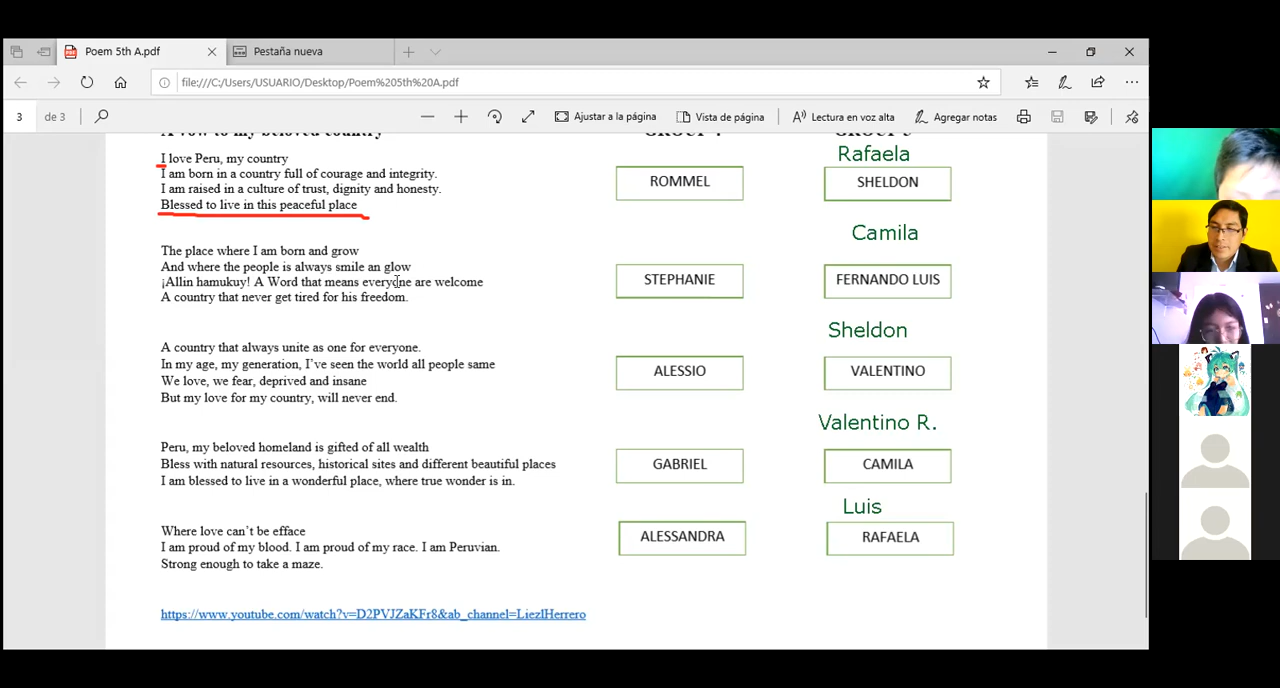 Poem 5th A.pdf
Pestaña nueva
file:///C:/Users/USUARIO/Desktop/Poem%205th%20A.pdf
3 de 3
Ajustar a la página
Vista de página
Lectura en voz alta
Agregar notas
A vow to my beloved country
I love Peru, my country
I am born in a country full of courage and integrity.
I am raised in a culture of trust, dignity and honesty.
Blessed to live in this peaceful place
The place where I am born and grow
And where the people is always smile an glow
¡Allin hamukuy! A Word that means everyone are welcome
A country that never get tired for his freedom.
A country that always unite as one for everyone.
In my age, my generation, I've seen the world all people same
We love, we fear, deprived and insane
But my love for my country, will never end.
Peru, my beloved homeland is gifted of all wealth
Bless with natural resources, historical sites and different beautiful places
I am blessed to live in a wonderful place, where true wonder is in.
Where love can't be efface
I am proud of my blood. I am proud of my race. I am Peruvian.
Strong enough to take a maze.
https://www.youtube.com/watch?v=D2PVJZaKFr8&ab_channel=LiezlHerrero
ROMMEL
STEPHANIE
ALESSIO
GABRIEL
ALESSANDRA
Rafaela
SHELDON
Camila
FERNANDO LUIS
Sheldon
VALENTINO
Valentino R.
CAMILA
Luis
RAFAELA